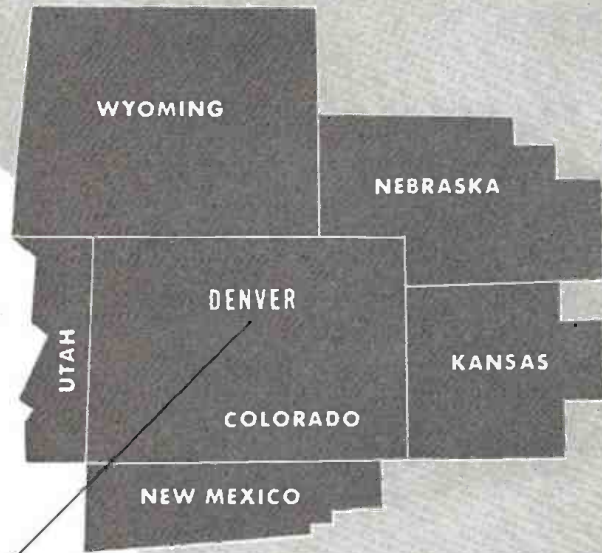 WYOMING
NEBRASKA
DENVER
UTAH
KANSAS
COLORADO
NEW MEXICO